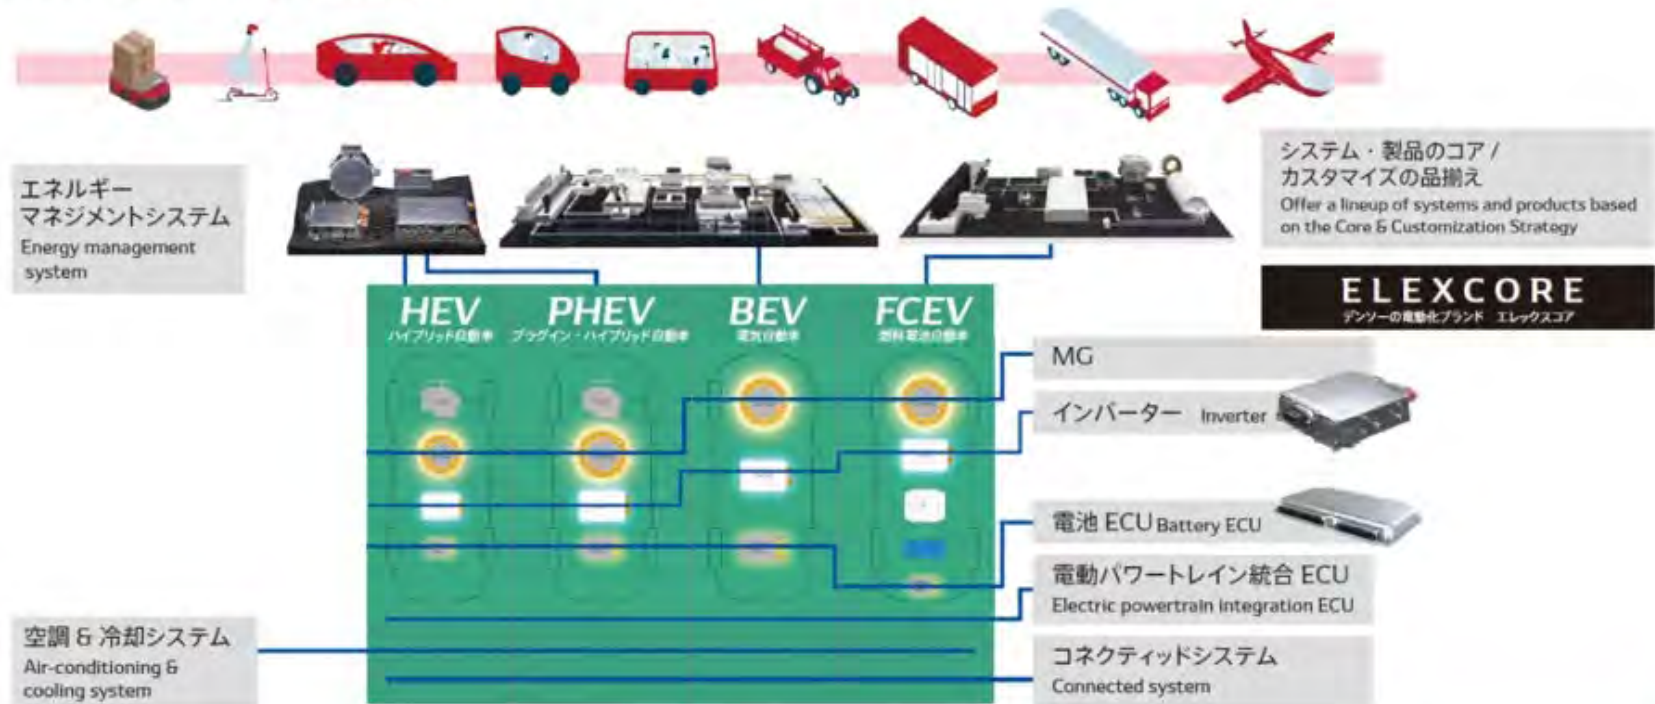 エネルギー
マネジメントシステム
Energy management
system
システム・製品のコア /
カスタマイズの品揃え
Offer a lineup of systems and products based
on the Core & Customization Strategy
ELEXCORE
デンソーの電動化ブランド エレックスコア
HEV
ハイブリッド自動車
PHEV
プラグイン・ハイブリッド自動車
BEV
電気自動車
FCEV
燃料電池自動車
MG
インバーター Inverter
電池 ECU Battery ECU
電動パワートレイン統合 ECU
Electric powertrain integration ECU
空調 & 冷却システム
Air-conditioning &
cooling system
コネクティッドシステム
Connected system